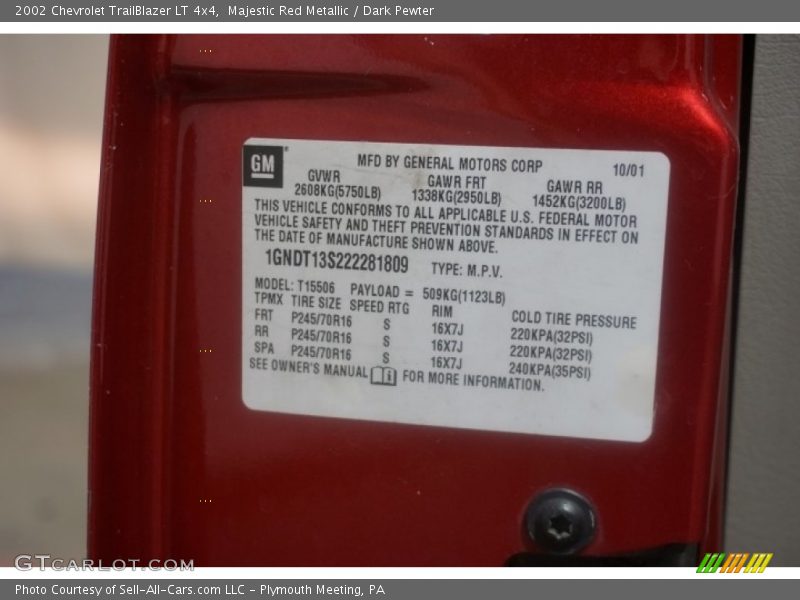 2002 Chevrolet TrailBlazer LT 4x4, Majestic Red Metallic / Dark Pewter
GM
MFD BY GENERAL MOTORS CORP 10/01
GVWR GAWR FRT GAWR RR
2608KG(5750LB) 1338KG(2950LB) 1452KG(3200LB)
THIS VEHICLE CONFORMS TO ALL APPLICABLE U.S. FEDERAL MOTOR
VEHICLE SAFETY AND THEFT PREVENTION STANDARDS IN EFFECT ON
THE DATE OF MANUFACTURE SHOWN ABOVE.
1GNDT13S222281809 TYPE: M.P.V.
MODEL: T15506 PAYLOAD = 509KG(1123LB)
TPMX TIRE SIZE SPEED RTG RIM COLD TIRE PRESSURE
FRT P245/70R16 S 16X7J 220KPA(32PSI)
RR P245/70R16 S 16X7J 220KPA(32PSI)
SPA P245/70R16 S 16X7J 240KPA(35PSI)
SEE OWNER'S MANUAL FOR MORE INFORMATION.
GTCARLOT.COM
Photo Courtesy of Sell-All-Cars.com LLC - Plymouth Meeting, PA